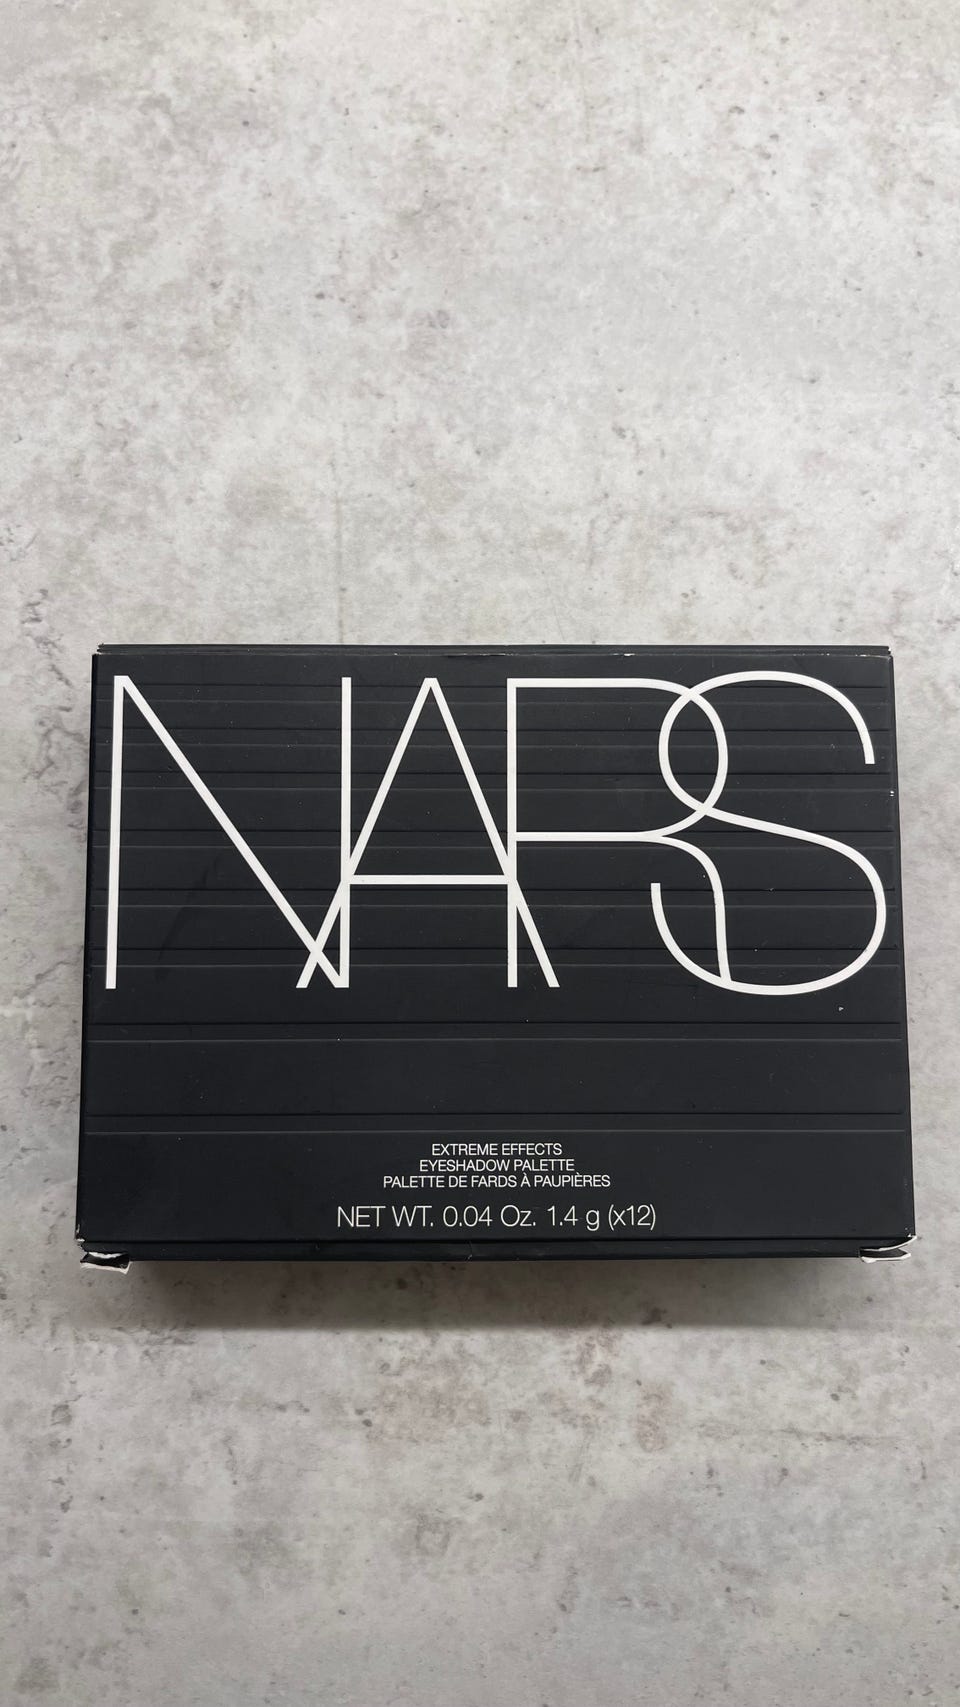 NARS
EXTREME EFFECTS
EYESHADOW PALETTE
PALETTE DE FARDS À PAUPIÈRES
NET WT. 0.04 Oz. 1.4 g (x12)